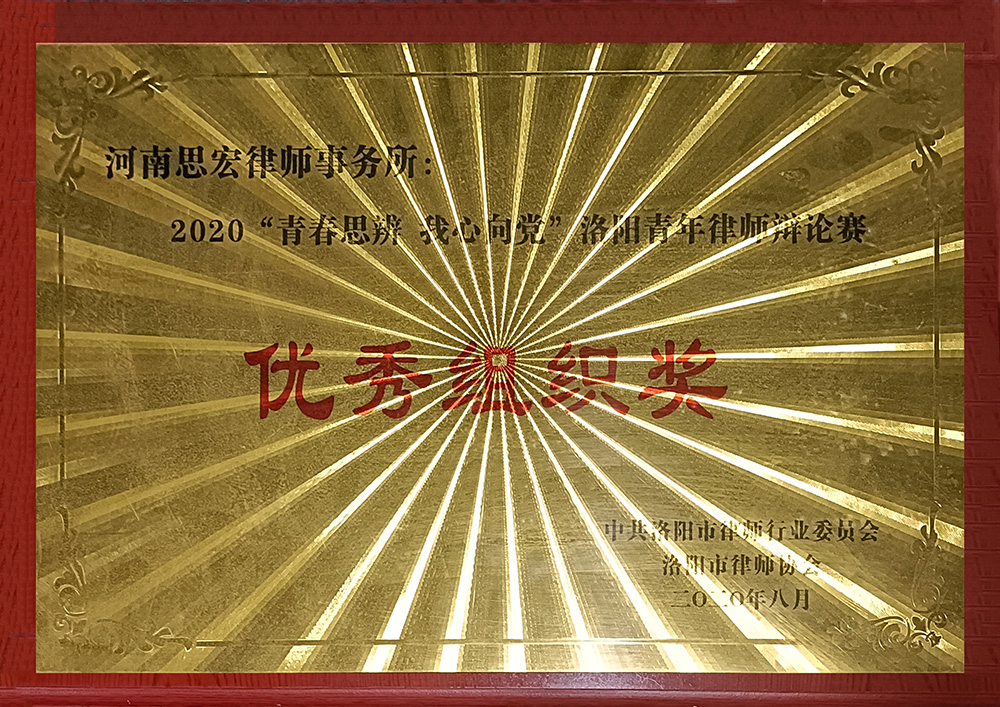 河南思宏律师事务所：
2020“青春思辨 我心向党”洛阳青年律师辩论赛
优秀组织奖
中共洛阳市律师行业委员会
洛阳市律师协会
二〇二〇年八月